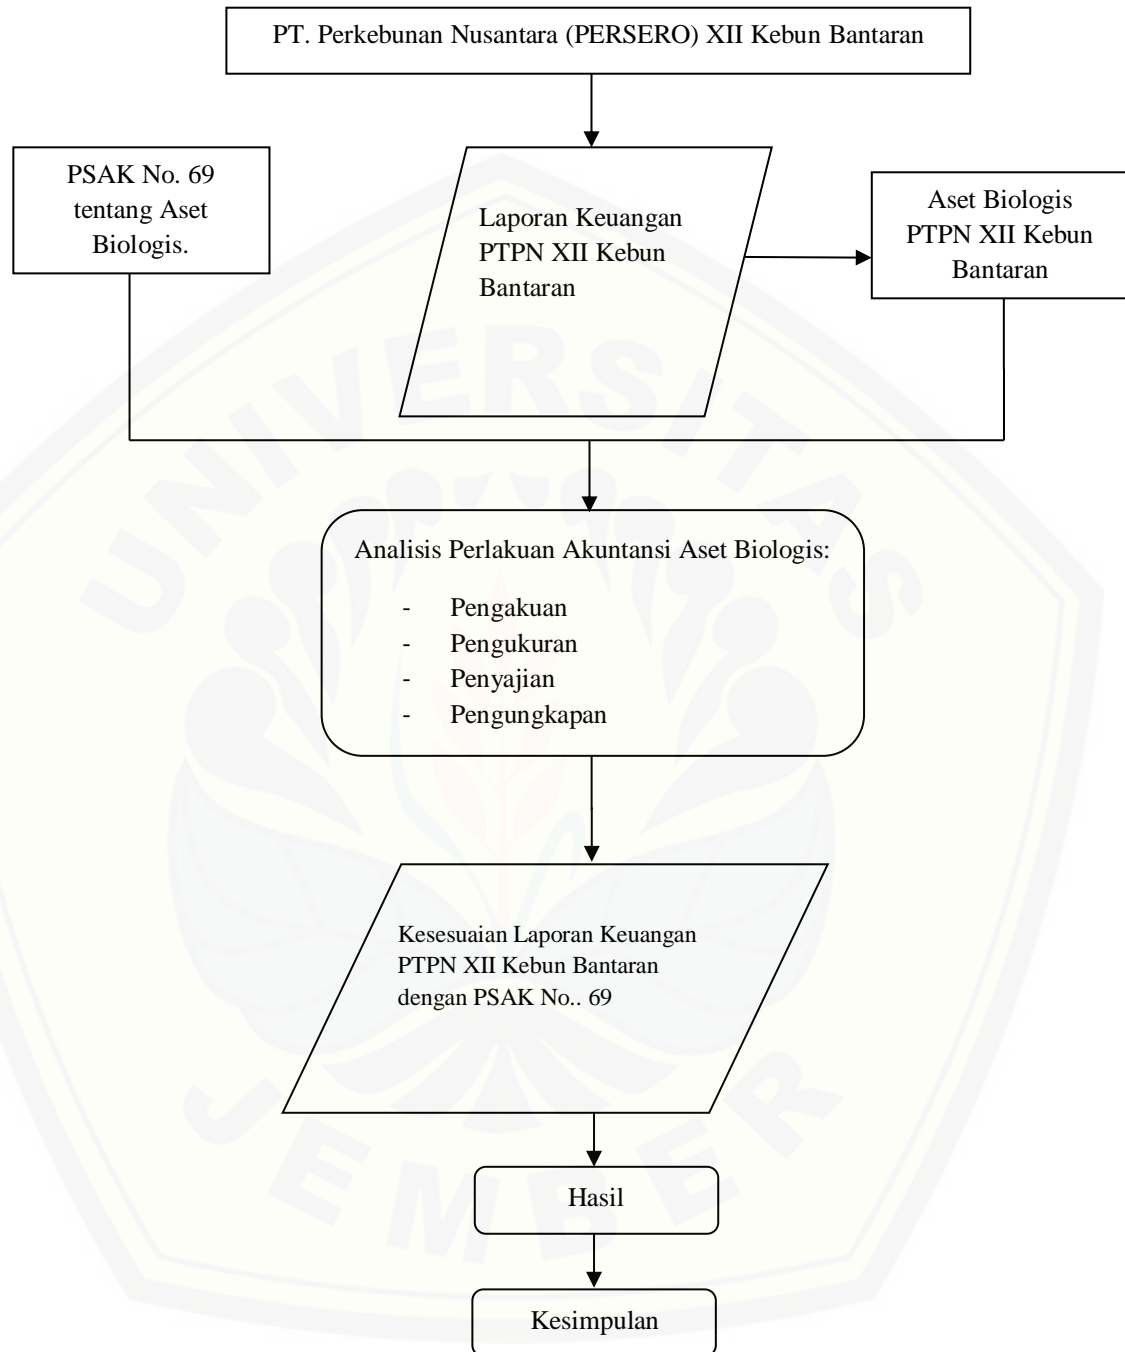 PT. Perkebunan Nusantara (PERSERO) XII Kebun Bantaran
PSAK No. 69
tentang Aset
Biologis.
Laporan Keuangan
PTPN XII Kebun
Bantaran
Aset Biologis
PTPN XII Kebun
Bantaran
Analisis Perlakuan Akuntansi Aset Biologis:
- Pengakuan
- Pengukuran
- Penyajian
- Pengungkapan
Kesesuaian Laporan Keuangan
PTPN XII Kebun Bantaran
dengan PSAK No.. 69
Hasil
Kesimpulan
UNIVERSITAS
JEMBER